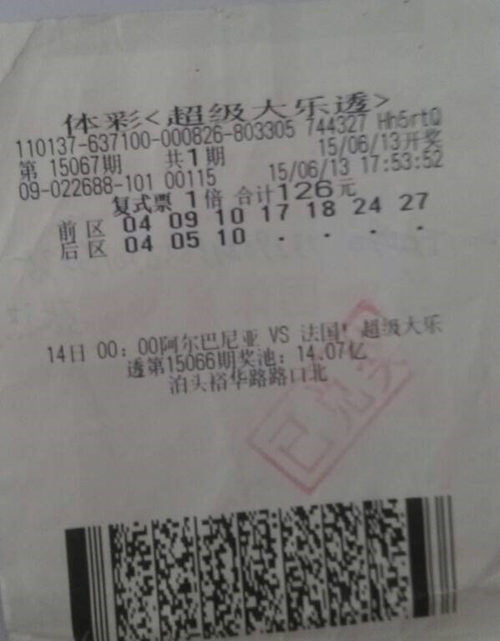 体彩<超级大乐透>
110137-637100-000826-803305 744327 Hh5rtQ
第 15067期 共1期 15/06/13开奖
09-022688-101 00115 15/06/13 17:53:52
复式票 1倍 合计126元
前区 04 09 10 17 18 24 27
后区 04 05 10 . . . .
14日 00：00阿尔巴尼亚 VS 法国! 超级大乐
透第15066期奖池：14.07亿
泊头裕华路路口北
已兑奖